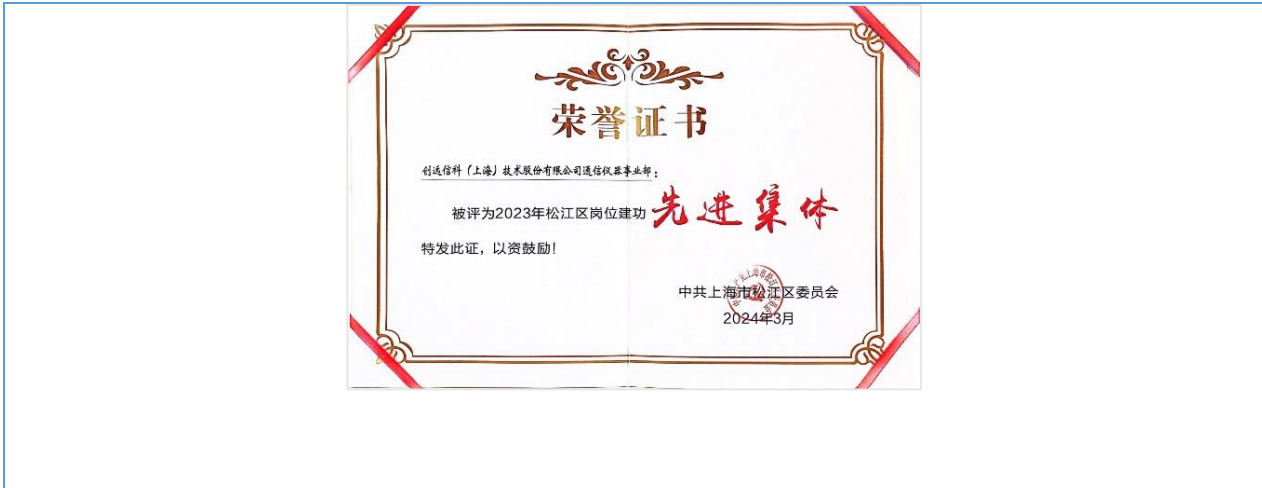 荣誉证书
创远信科（上海）技术股份有限公司通信仪器事业部：
被评为2023年松江区岗位建功 先进集体
特发此证，以资鼓励！
中共上海市松江区委员会
2024年3月